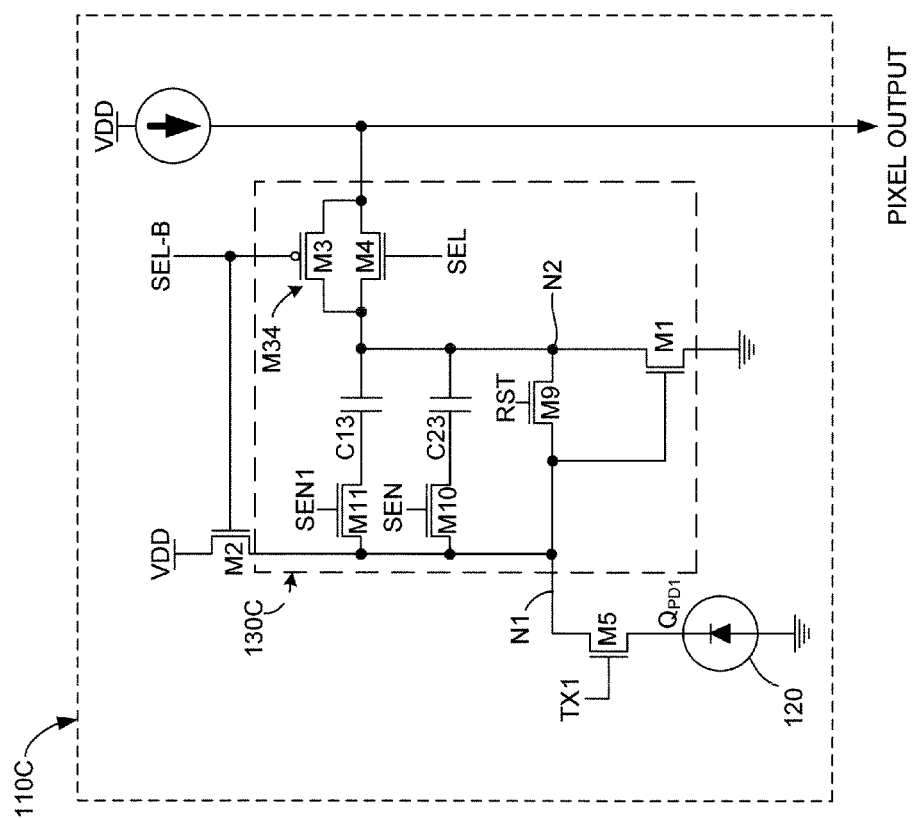 110C
VDD
VDD
SEL-B
M2
M3
M34
M4
SEL
SEN1
M11
C13
SEN
M10
C23
130C
RST
M9
N2
M1
N1
M5
TX1
QPD1
120
PIXEL OUTPUT